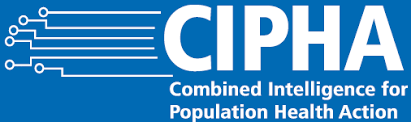 CIPHA
Combined Intelligence for
Population Health Action